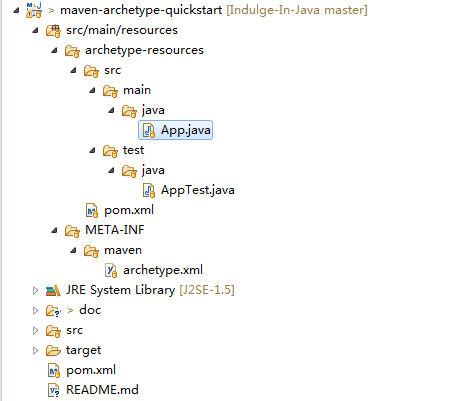 > maven-archetype-quickstart [Indulge-In-Java master]
src/main/resources
archetype-resources
src
main
java
App.java
test
java
AppTest.java
pom.xml
META-INF
maven
archetype.xml
JRE System Library [J2SE-1.5]
> doc
src
target
pom.xml
README.md